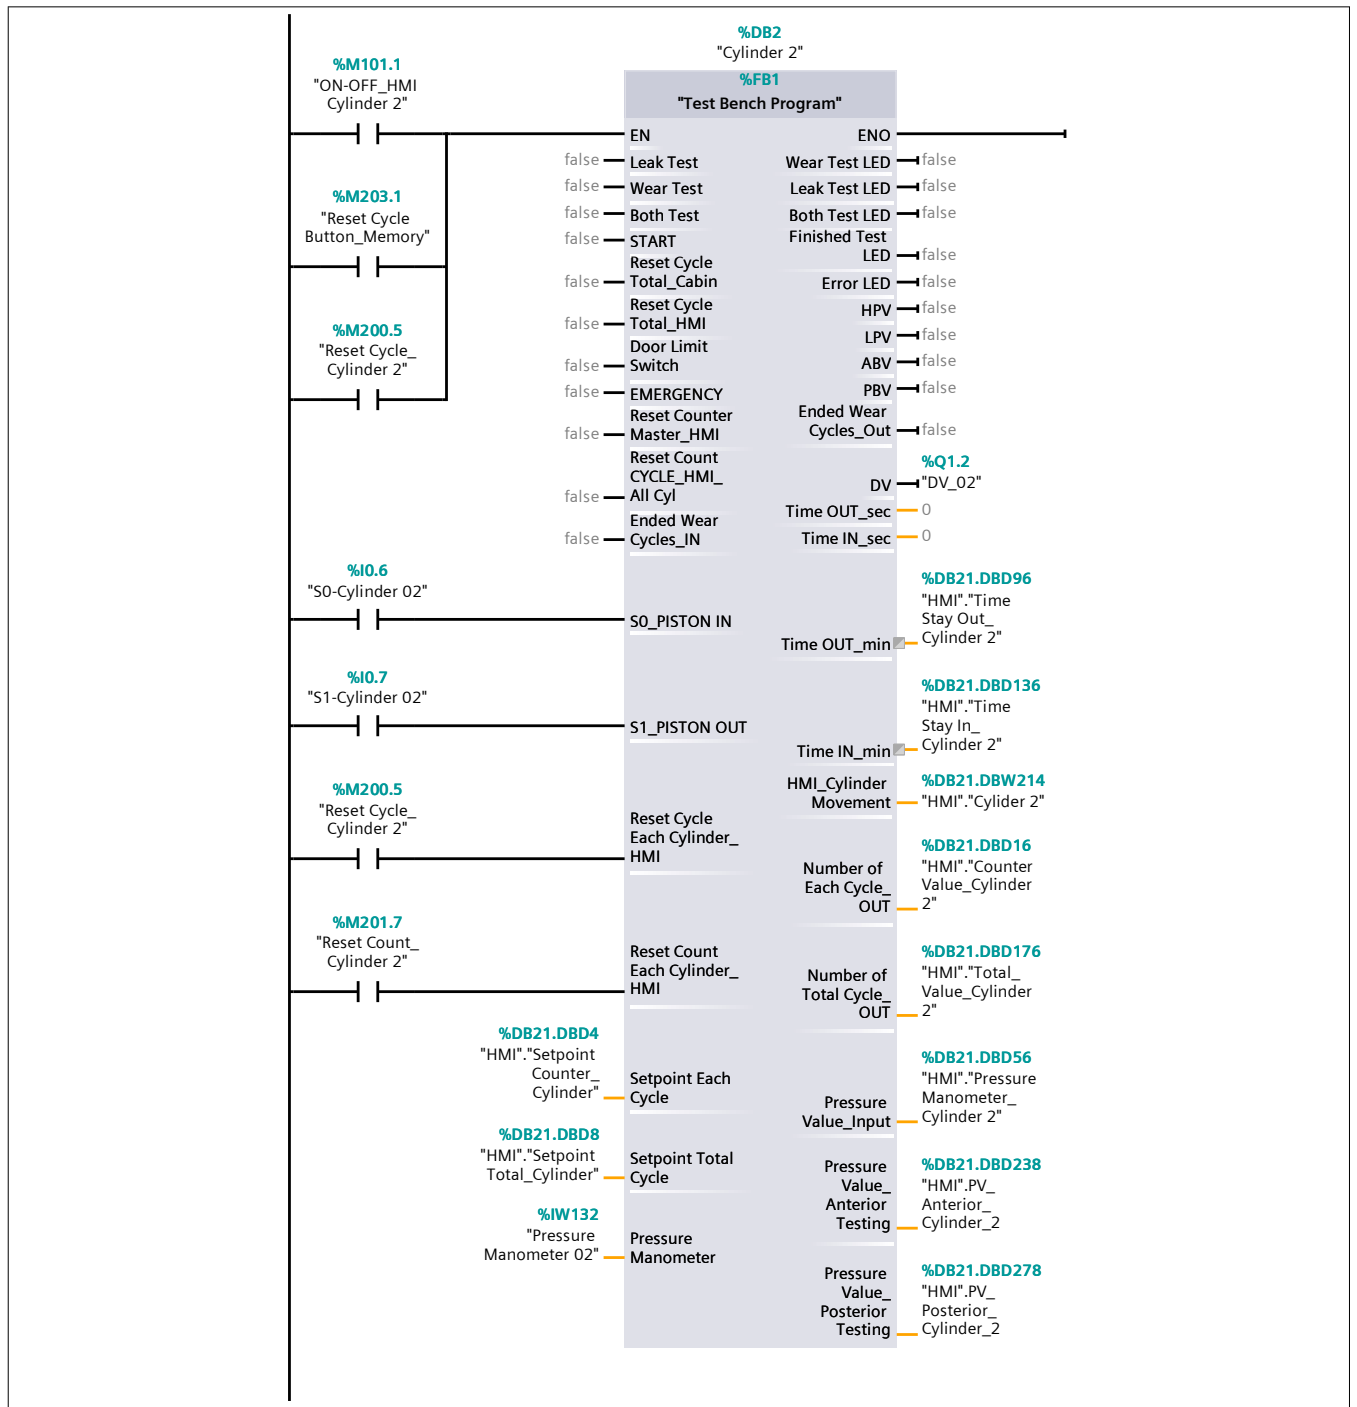 %DB2
"Cylinder 2"
%M101.1
"ON-OFF_HMI
Cylinder 2"
%M203.1
"Reset Cycle
Button_Memory"
%M200.5
"Reset Cycle_
Cylinder 2"
%I0.6
"S0-Cylinder 02"
%I0.7
"S1-Cylinder 02"
%M200.5
"Reset Cycle_
Cylinder 2"
%M201.7
"Reset Count_
Cylinder 2"
%DB21.DBD4
"HMI"."Setpoint
Counter_
Cylinder"
%DB21.DBD8
"HMI"."Setpoint
Total_Cylinder"
%IW132
"Pressure
Manometer 02"
%FB1
"Test Bench Program"
EN
false Leak Test
false Wear Test
false Both Test
false START
Reset Cycle
false Total_Cabin
Reset Cycle
false Total_HMI
Door Limit
false Switch
false EMERGENCY
Reset Counter
false Master_HMI
Reset Count
CYCLE_HMI_
false All Cyl
Ended Wear
false Cycles_IN
S0_PISTON IN
S1_PISTON OUT
Reset Cycle
Each Cylinder_
HMI
Reset Count
Each Cylinder_
HMI
Setpoint Each
Cycle
Setpoint Total
Cycle
Pressure
Manometer
ENO
Wear Test LED false
Leak Test LED false
Both Test LED false
Finished Test
LED false
Error LED false
HPV false
LPV false
ABV false
PBV false
Ended Wear
Cycles_Out false
DV
%Q1.2
"DV_02"
Time OUT_sec 0
Time IN_sec 0
Time OUT_min
%DB21.DBD96
"HMI"."Time
Stay Out_
Cylinder 2"
Time IN_min
%DB21.DBD136
"HMI"."Time
Stay In_
Cylinder 2"
HMI_Cylinder
Movement
%DB21.DBW214
"HMI"."Cylider 2"
Number of
Each Cycle_
OUT
%DB21.DBD16
"HMI"."Counter
Value_Cylinder
2"
Number of
Total Cycle_
OUT
%DB21.DBD176
"HMI"."Total_
Value_Cylinder
2"
Pressure
Value_Input
%DB21.DBD56
"HMI"."Pressure
Manometer_
Cylinder 2"
Pressure
Value_
Anterior
Testing
%DB21.DBD238
"HMI".PV_
Anterior_
Cylinder_2
Pressure
Value_
Posterior
Testing
%DB21.DBD278
"HMI".PV_
Posterior_
Cylinder_2